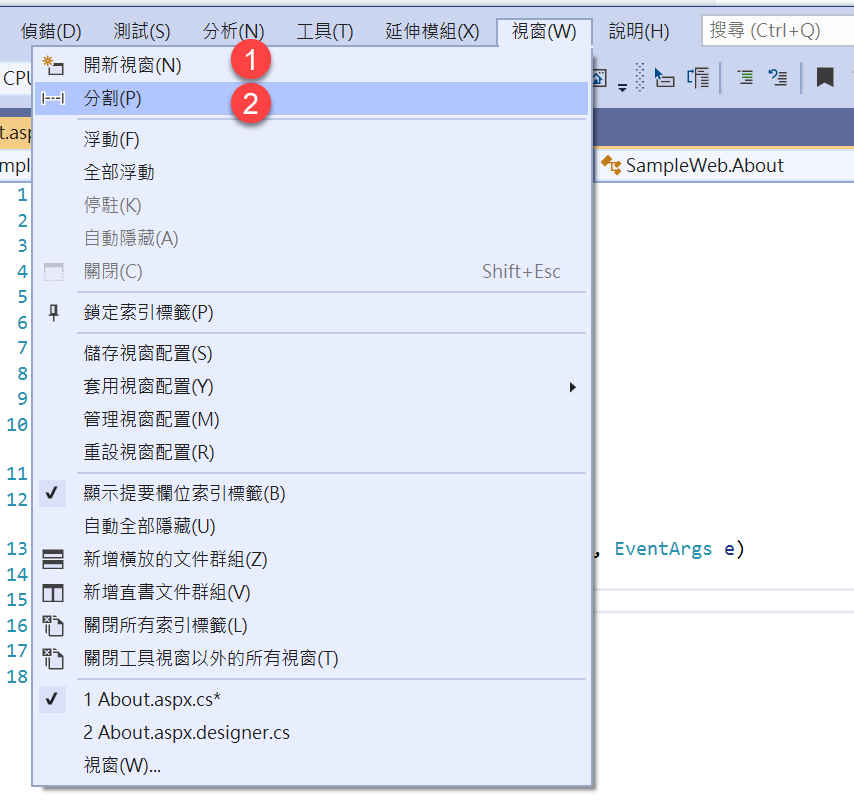 偵錯(D) 測試(S) 分析(N) 工具(T) 延伸模組(X) 視窗(W) 說明(H) 搜尋 (Ctrl+Q)
CPU
開新視窗(N) 1
分割(P) 2
t.asp
浮動(F)
mpl
全部浮動
SampleWeb.About
停駐(K)
自動隱藏(A)
關閉(C) Shift+Esc
鎖定索引標籤(P)
儲存視窗配置(S)
套用視窗配置(Y)
管理視窗配置(M)
重設視窗配置(R)
顯示提要欄位索引標籤(B)
自動全部隱藏(U)
新增橫放的文件群組(Z)
新增直書文件群組(V)
關閉所有索引標籤(L)
關閉工具視窗以外的所有視窗(T)
1 About.aspx.cs*
2 About.aspx.designer.cs
視窗(W)...
1
2
3
4
5
6
7
8
9
10
11
12
13 , EventArgs e)
14
15
16
17
18